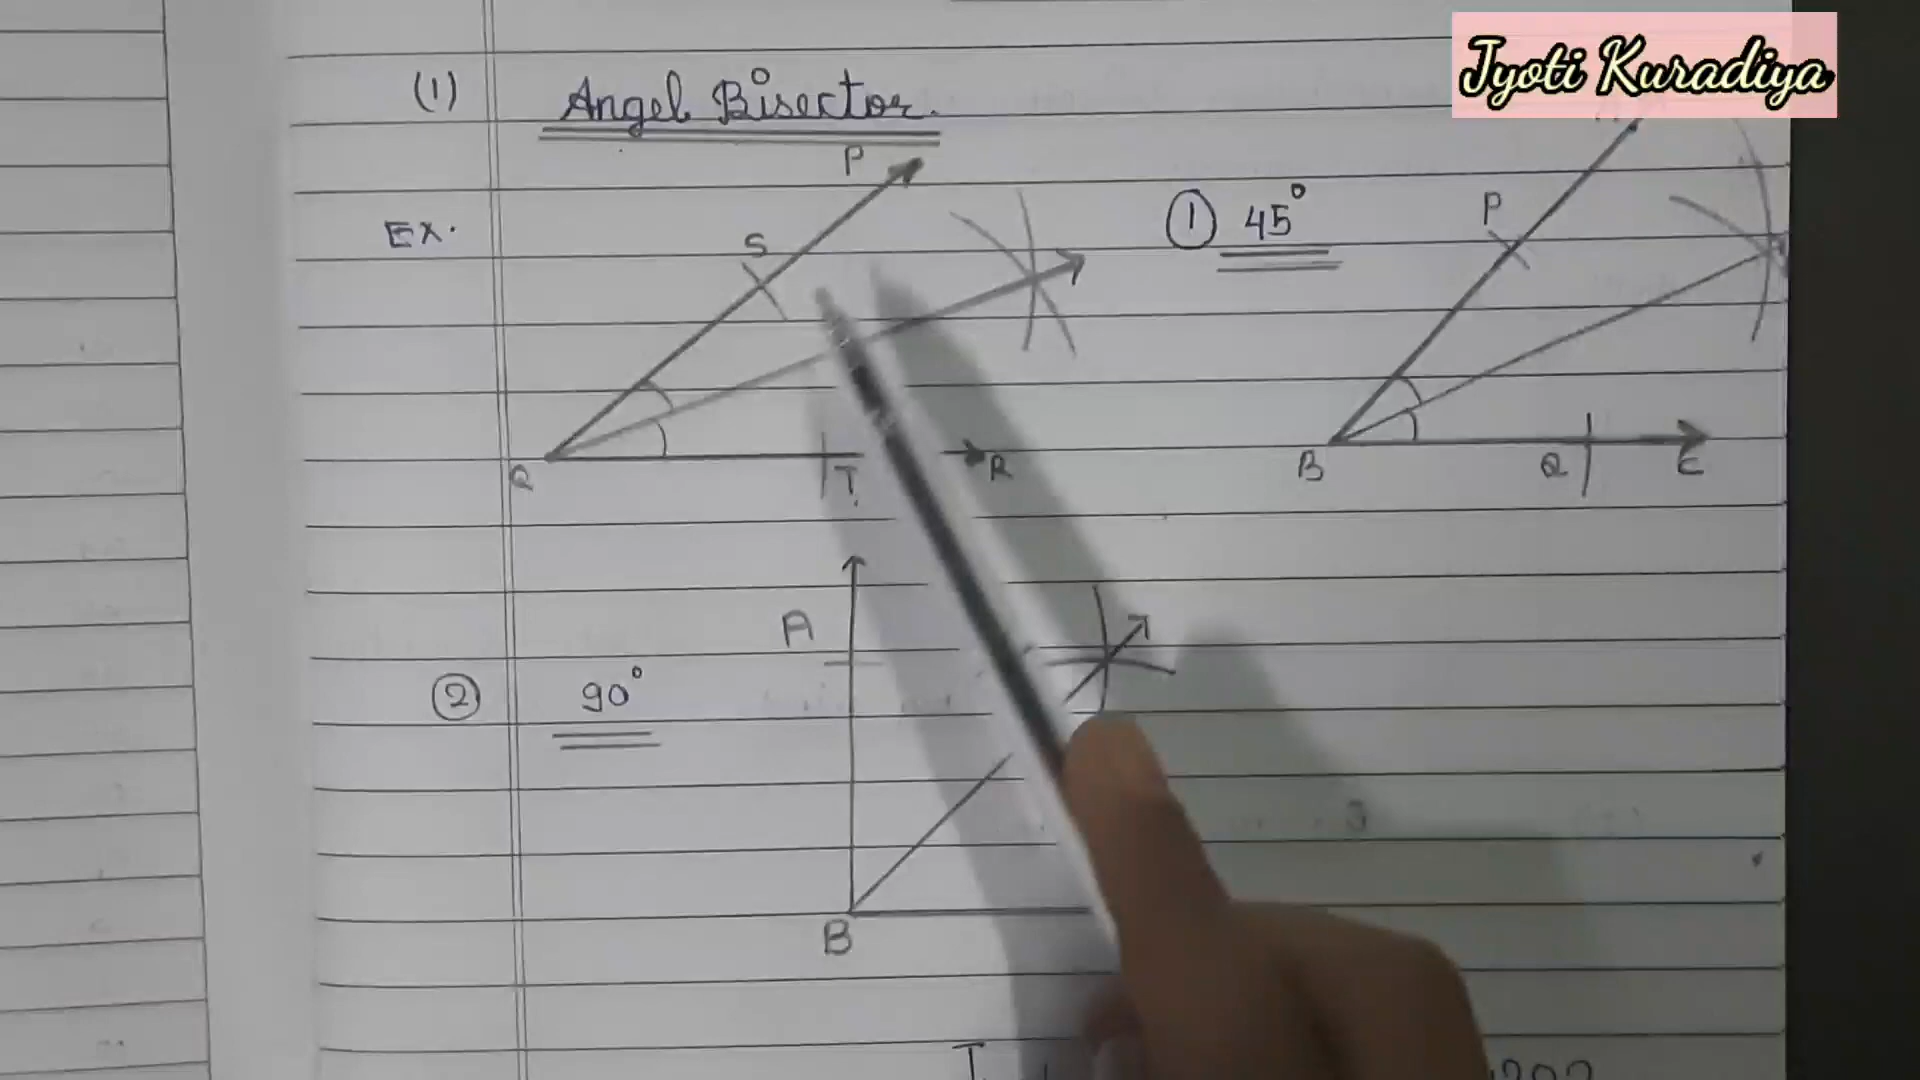 Jyoti Kuradiya
(1) Angel Bisector.
P
Ex.
S
Q
T
R
① 45°
P
B
Q
C
② 90°
A
B